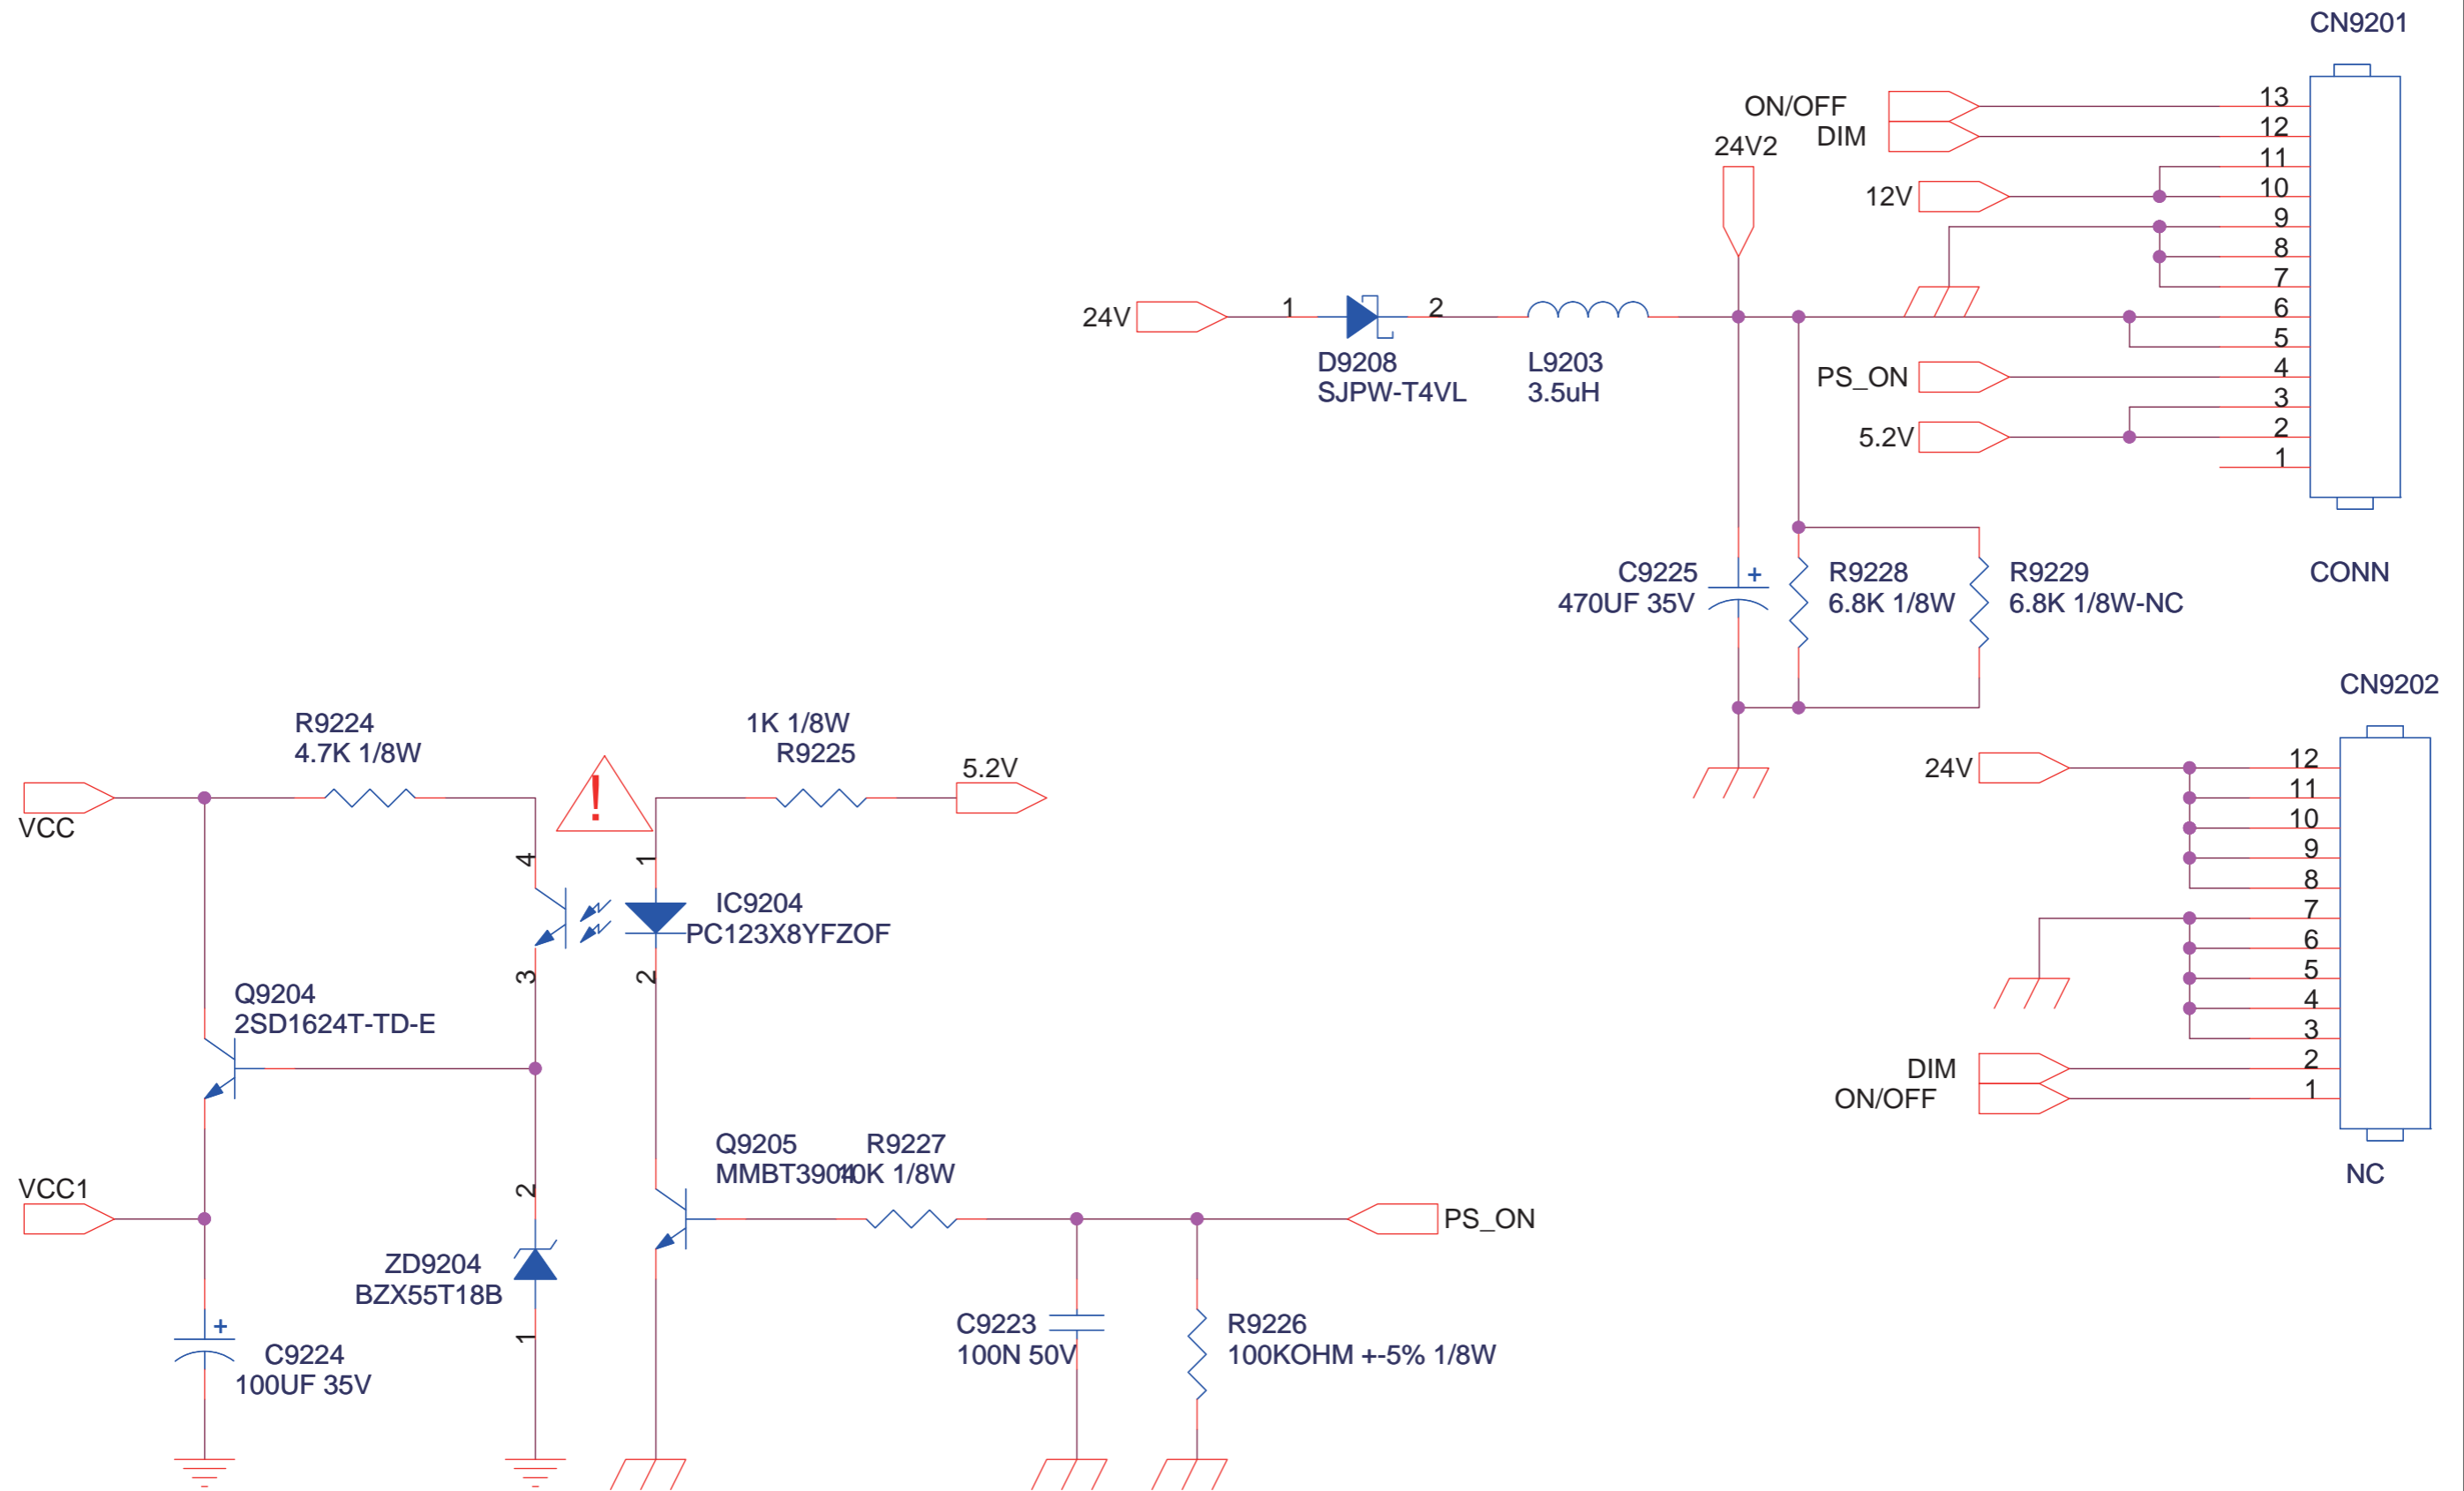 CN9201
ON/OFF
DIM
24V2
12V
13
12
11
10
9
8
7
6
5
4
3
2
1
24V
1
2
D9208
SJPW-T4VL
L9203
3.5uH
PS_ON
5.2V
C9225
470UF 35V
+
R9228
6.8K 1/8W
R9229
6.8K 1/8W-NC
CONN
CN9202
24V
12
11
10
9
8
7
6
5
4
3
2
1
DIM
ON/OFF
NC
R9224
4.7K 1/8W
1K 1/8W
R9225
5.2V
VCC
!
4
1
IC9204
PC123X8YFZOF
3
2
Q9204
2SD1624T-TD-E
Q9205
MMBT3904
R9227
10K 1/8W
VCC1
2
PS_ON
ZD9204
BZX55T18B
1
+
C9224
100UF 35V
C9223
100N 50V
R9226
100KOHM +-5% 1/8W